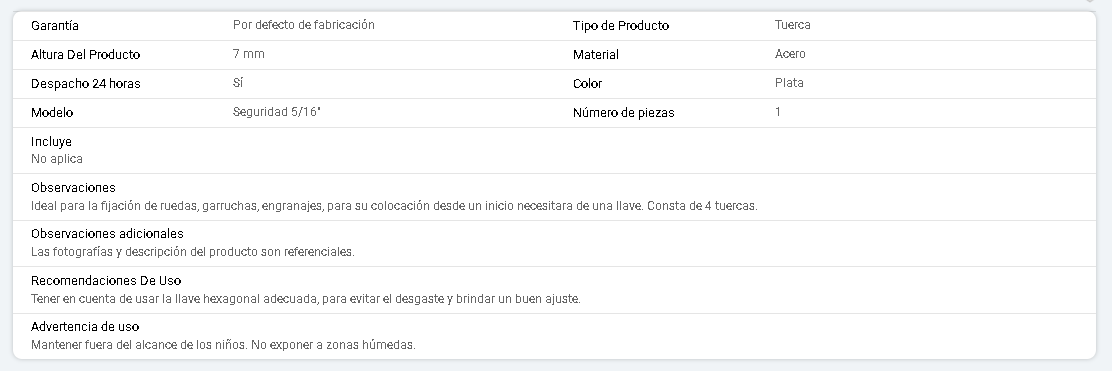 Garantía Por defecto de fabricación Tipo de Producto Tuerca
Altura Del Producto 7 mm Material Acero
Despacho 24 horas Sí Color Plata
Modelo Seguridad 5/16" Número de piezas 1
Incluye
No aplica
Observaciones
Ideal para la fijación de ruedas, garruchas, engranajes, para su colocación desde un inicio necesitara de una llave. Consta de 4 tuercas.
Observaciones adicionales
Las fotografías y descripción del producto son referenciales.
Recomendaciones De Uso
Tener en cuenta de usar la llave hexagonal adecuada, para evitar el desgaste y brindar un buen ajuste.
Advertencia de uso
Mantener fuera del alcance de los niños. No exponer a zonas húmedas.